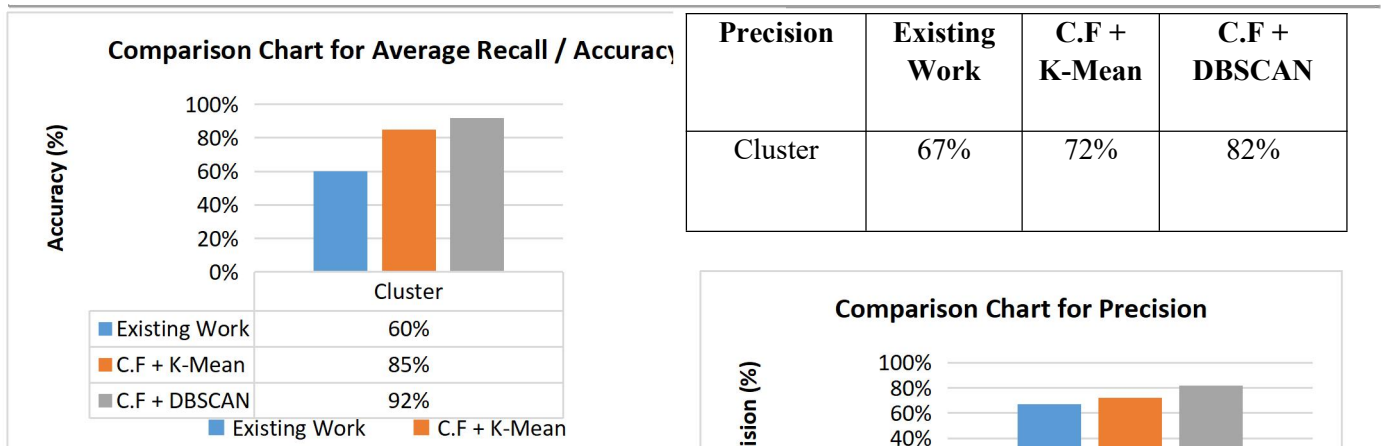 Comparison Chart for Average Recall / Accuracy
Accuracy (%)
100%
80%
60%
40%
20%
0%
Cluster
Existing Work 60%
C.F + K-Mean 85%
C.F + DBSCAN 92%
Existing Work C.F + K-Mean
Precision Existing Work C.F + K-Mean C.F + DBSCAN
Cluster 67% 72% 82%
Comparison Chart for Precision
ision (%)
100%
80%
60%
40%